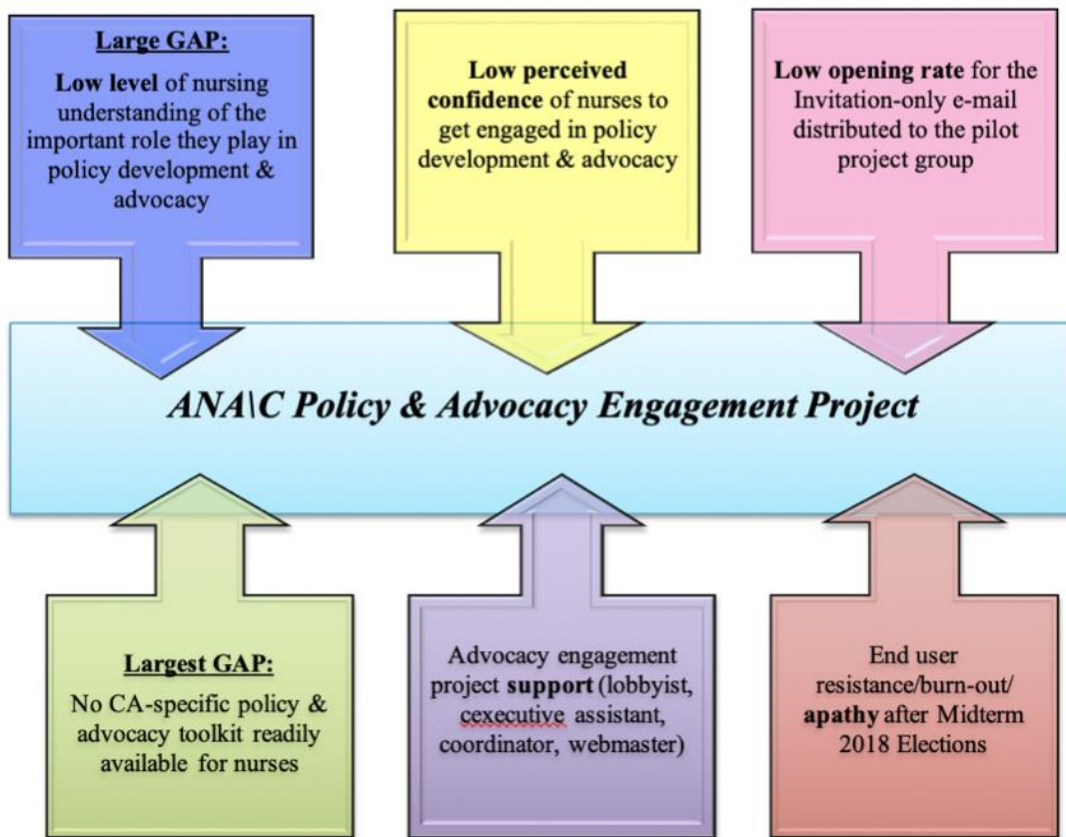 Large GAP:
Low level of nursing
understanding of the
important role they play in
policy development &
advocacy
Low perceived
confidence of nurses to
get engaged in policy
development & advocacy
Low opening rate for the
Invitation-only e-mail
distributed to the pilot
project group
ANA\C Policy & Advocacy Engagement Project
Largest GAP:
No CA-specific policy &
advocacy toolkit readily
available for nurses
Advocacy engagement
project support (lobbyist,
cexecutive assistant,
coordinator, webmaster)
End user
resistance/burn-out/
apathy after Midterm
2018 Elections